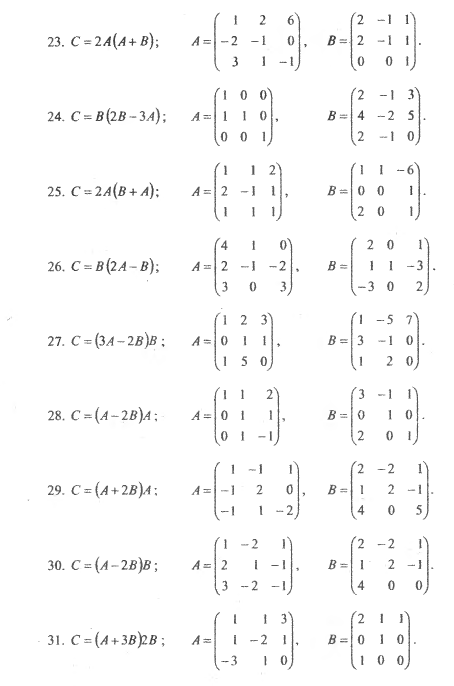 23. C = 2A(A + B); A = ( 1 2 6 ; -2 -1 0 ; 3 1 -1 ), B = ( 2 -1 1 ; 2 -1 1 ; 0 0 1 ).
24. C = B(2B - 3A); A = ( 1 0 0 ; 1 1 0 ; 0 0 1 ), B = ( 2 -1 3 ; 4 -2 5 ; 2 -1 0 ).
25. C = 2A(B + A); A = ( 1 1 2 ; 2 -1 1 ; 1 1 1 ), B = ( 1 1 -6 ; 0 0 1 ; 2 0 1 ).
26. C = B(2A - B); A = ( 4 1 0 ; 2 -1 -2 ; 3 0 3 ), B = ( 2 0 1 ; 1 1 -3 ; -3 0 2 ).
27. C = (3A - 2B)B; A = ( 1 2 3 ; 0 1 1 ; 1 5 0 ), B = ( 1 -5 7 ; 3 -1 0 ; 1 2 0 ).
28. C = (A - 2B)A; A = ( 1 1 2 ; 0 1 1 ; 0 1 -1 ), B = ( 3 -1 1 ; 0 1 0 ; 2 0 1 ).
29. C = (A + 2B)A; A = ( 1 -1 1 ; -1 2 0 ; -1 1 -2 ), B = ( 2 -2 1 ; 1 2 -1 ; 4 0 5 ).
30. C = (A - 2B)B; A = ( 1 -2 1 ; 2 1 -1 ; 3 -2 -1 ), B = ( 2 -2 1 ; 1 2 -1 ; 4 0 0 ).
31. C = (A + 3B)2B; A = ( 1 1 3 ; 1 -2 1 ; -3 1 0 ), B = ( 2 1 1 ; 0 1 0 ; 1 0 0 ).